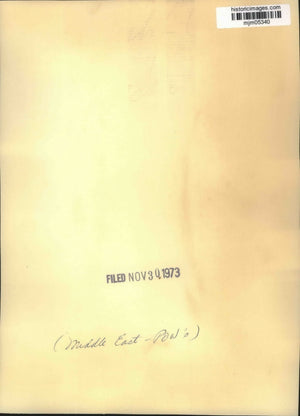 historicimages.com
mjm05340
FILED NOV 30 1973
(Middle East - POW's)